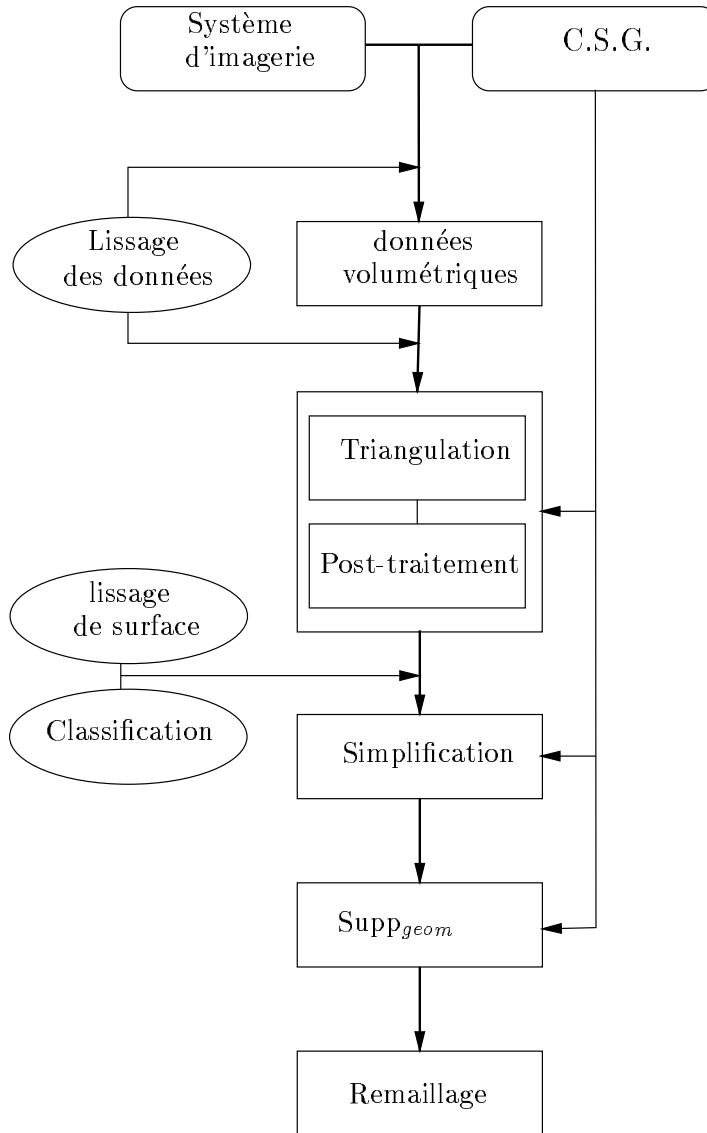 Système
d'imagerie
C.S.G.
Lissage
des données
données
volumétriques
Triangulation
Post-traitement
lissage
de surface
Classification
Simplification
Supp_geom
Remaillage